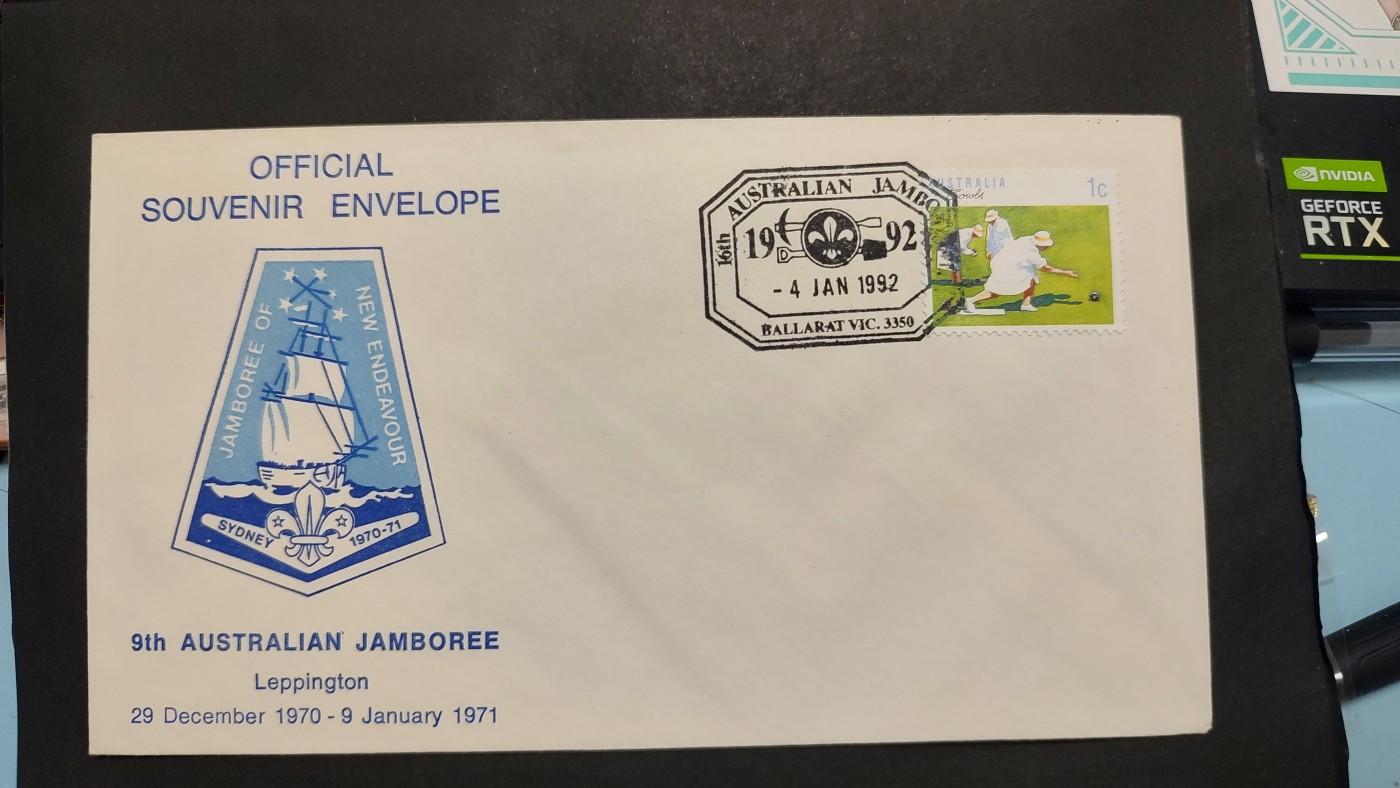 OFFICIAL
SOUVENIR ENVELOPE
JAMBOREE OF
NEW ENDEAVOUR
SYDNEY
1970-71
9th AUSTRALIAN JAMBOREE
Leppington
29 December 1970 - 9 January 1971
16th AUSTRALIAN JAMBO
19 92
- 4 JAN 1992
BALLARAT VIC. 3350
AUSTRALIA
1c
Bowls
NVIDIA
GEFORCE
RTX